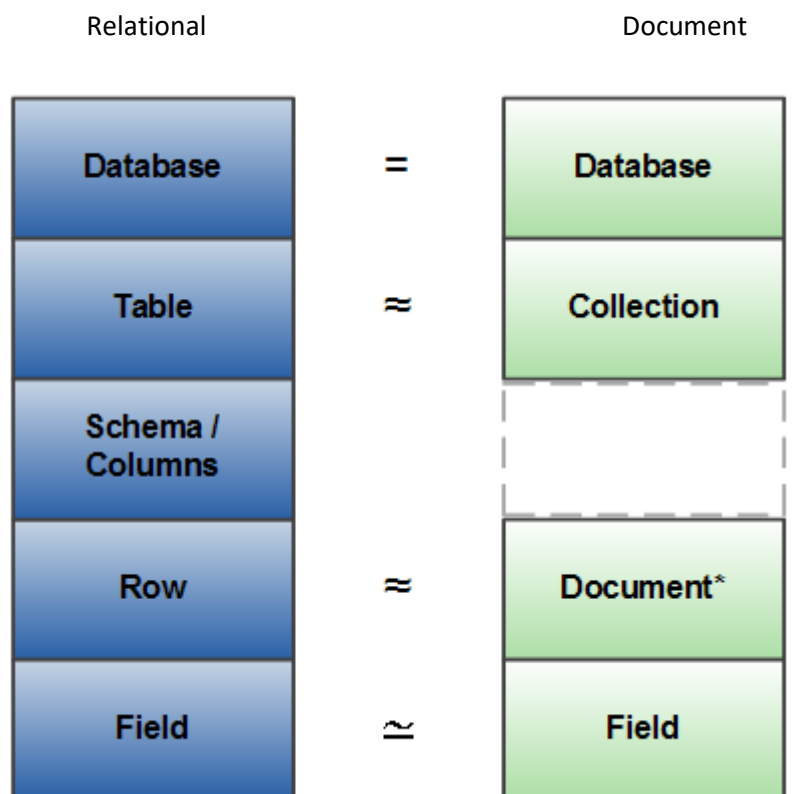 Relational Document
Database = Database
Table ≈ Collection
Schema /
Columns
Row ≈ Document*
Field ≃ Field